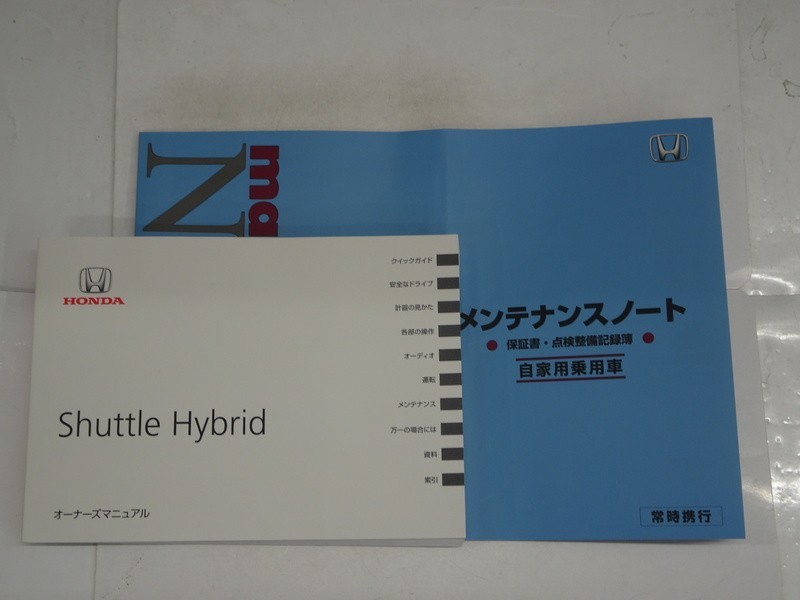 HONDA
Shuttle Hybrid
オーナーズマニュアル
クイックガイド
安全なドライブ
計器の見かた
各部の操作
オーディオ
運転
メンテナンス
万一の場合には
資料
索引
メンテナンスノート
● 保証書・点検整備記録簿 ●
自家用乗用車
常時携行